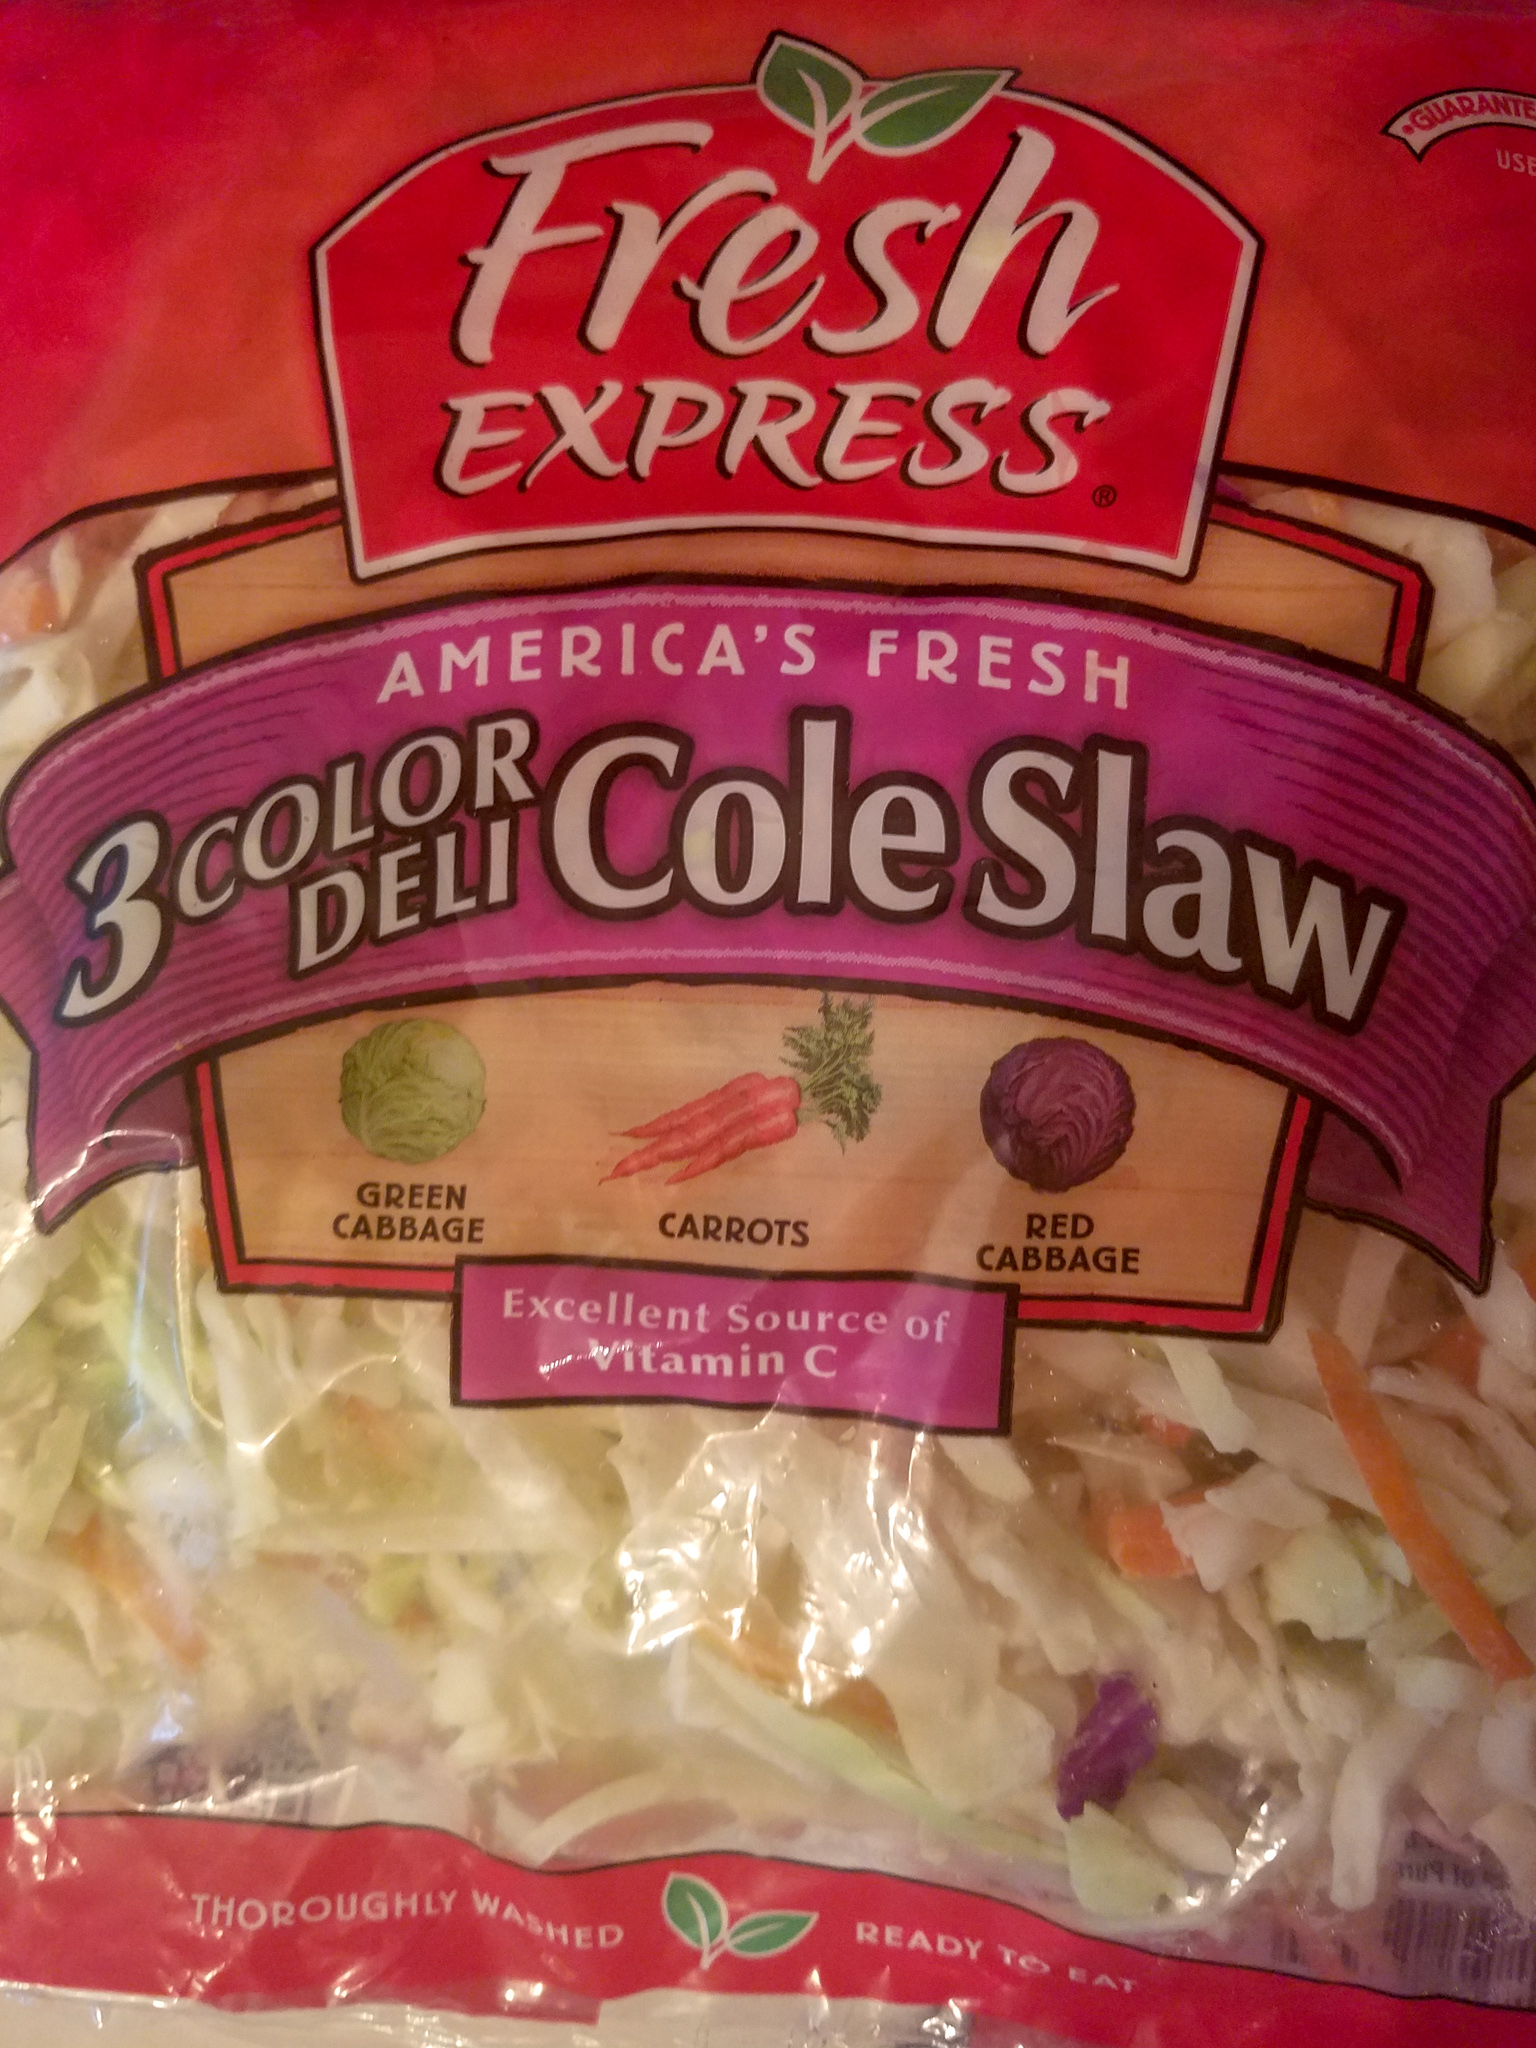 Fresh
EXPRESS®
AMERICA'S FRESH
3 COLOR
DELI
Cole Slaw
GREEN
CABBAGE
CARROTS
RED
CABBAGE
Excellent Source of
Vitamin C
THOROUGHLY WASHED
READY TO EAT